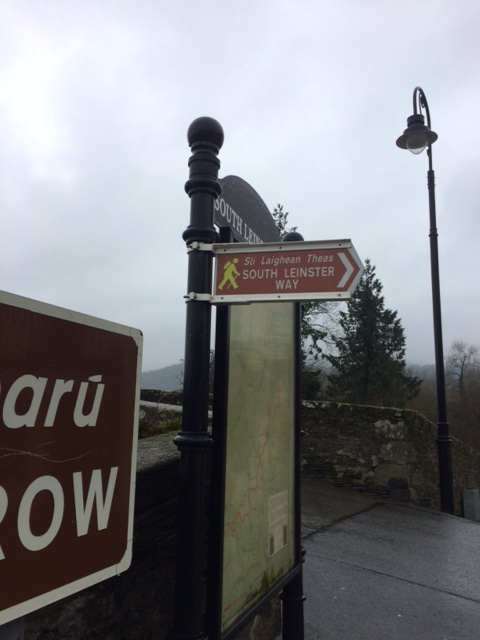 SOUTH LEIN
Slí Laighean Theas
SOUTH LEINSTER
WAY
arú
ROW